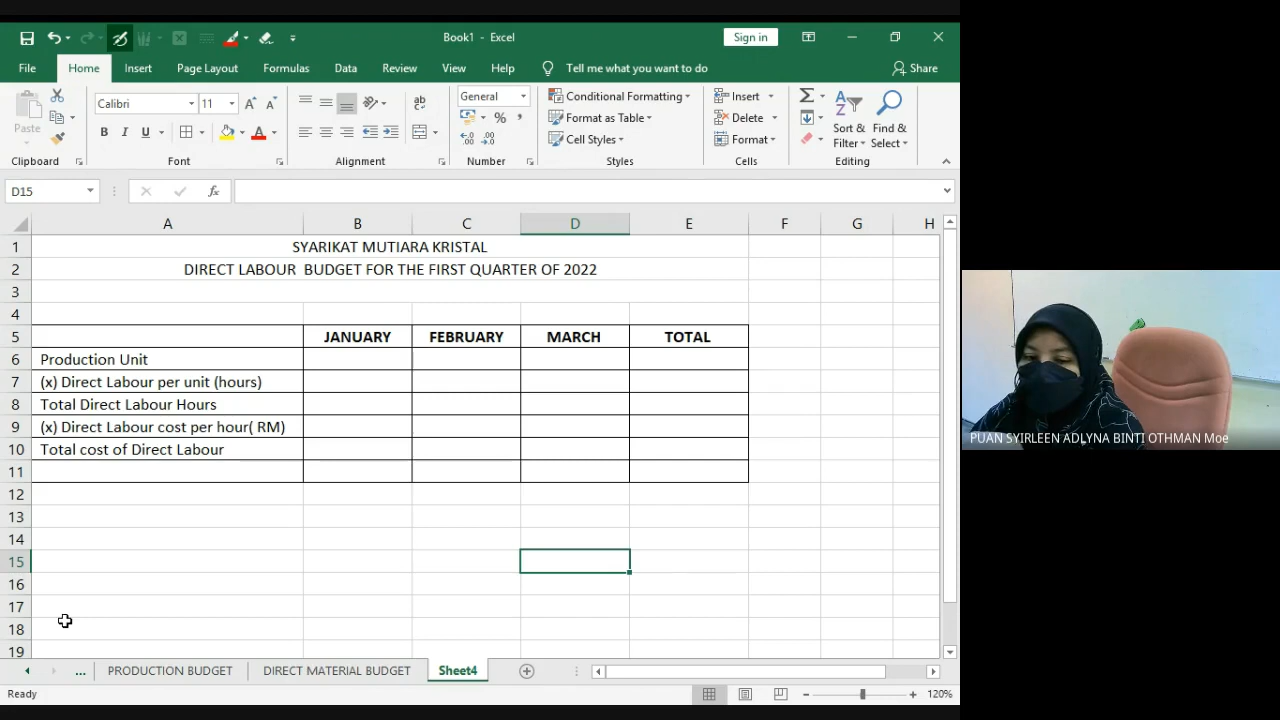 Book1 - Excel
Sign in
File Home Insert Page Layout Formulas Data Review View Help Tell me what you want to do Share
Paste
Calibri 11
B I U A
ab
General
% ,
Conditional Formatting
Format as Table
Cell Styles
Insert
Delete
Format
Sort & Filter
Find & Select
Clipboard Font Alignment Number Styles Cells Editing
D15 fx
A B C D E F G H
1 SYARIKAT MUTIARA KRISTAL
2 DIRECT LABOUR BUDGET FOR THE FIRST QUARTER OF 2022
3
4
5 JANUARY FEBRUARY MARCH TOTAL
6 Production Unit
7 (x) Direct Labour per unit (hours)
8 Total Direct Labour Hours
9 (x) Direct Labour cost per hour( RM)
10 Total cost of Direct Labour
11
12
13
14
15
16
17
18
19
... PRODUCTION BUDGET DIRECT MATERIAL BUDGET Sheet4
Ready 120%
PUAN SYIRLEEN ADLYNA BINTI OTHMAN Moe